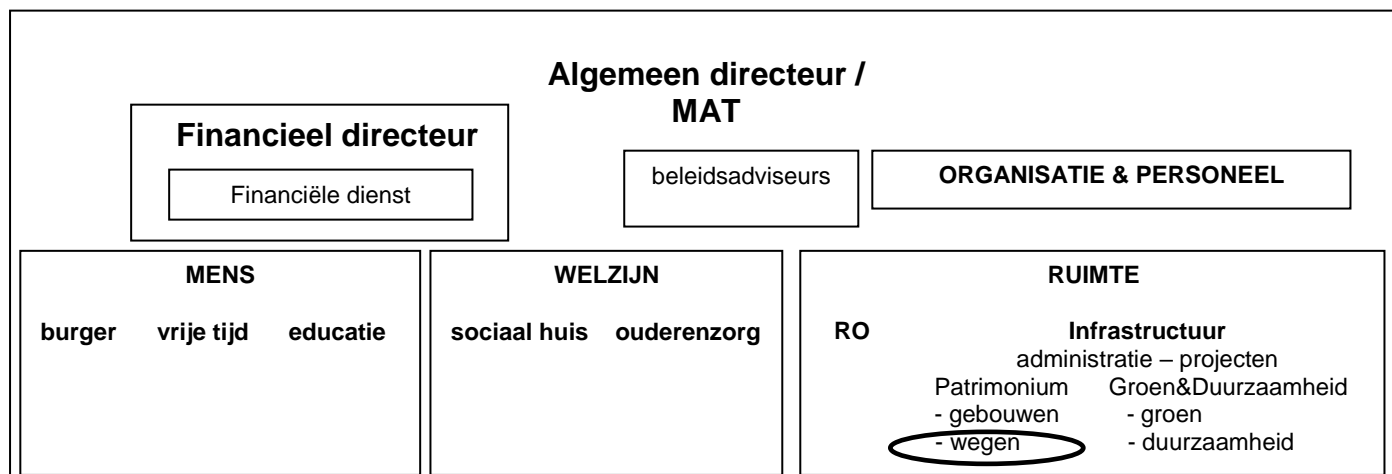 Algemeen directeur /
MAT
Financieel directeur
Financiële dienst
beleidsadviseurs
ORGANISATIE & PERSONEEL
MENS
burger vrije tijd educatie
WELZIJN
sociaal huis ouderenzorg
RUIMTE
RO Infrastructuur
administratie – projecten
Patrimonium Groen&Duurzaamheid
- gebouwen - groen
- wegen - duurzaamheid